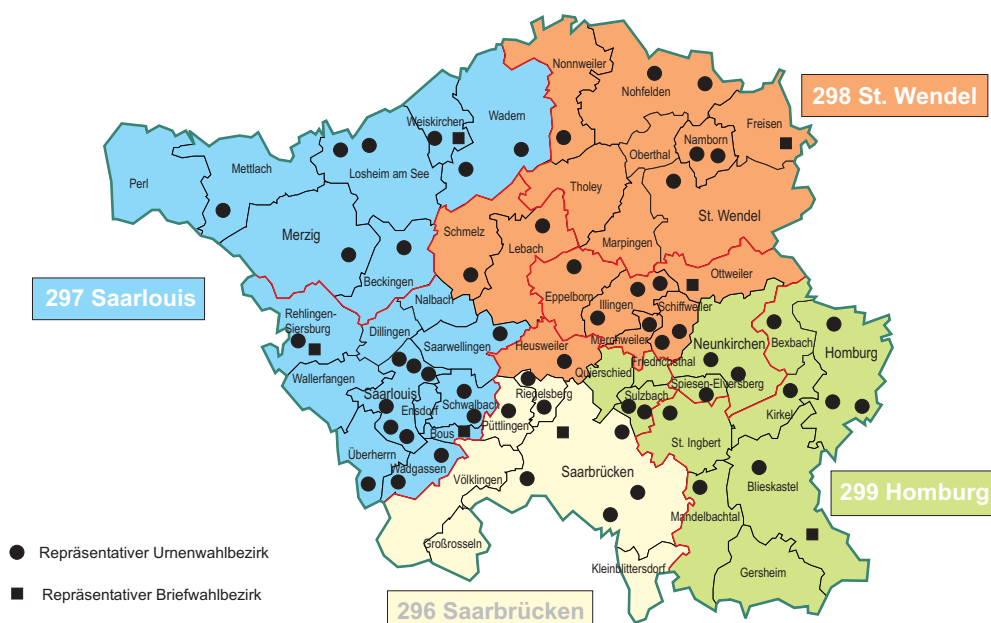 Nonnweiler
Nohfelden
298 St. Wendel
Freisen
Weiskirchen
Wadern
Namborn
Oberthal
Mettlach
Losheim am See
Perl
Tholey
St. Wendel
Merzig
Schmelz
Lebach
Marpingen
Beckingen
Ottweiler
297 Saarlouis
Eppelborn
Nalbach
Illingen
Schiffweiler
Rehlingen-
Siersburg
Dillingen
Saarwellingen
Heusweiler
Merchweiler
Neunkirchen
Bexbach
Homburg
Friedrichsthal
Quierschied
Wallerfangen
Spiesen-Elversberg
Saarlouis
Schwalbach
Riegelsberg
Sulzbach
Ensdorf
Püttlingen
Kirkel
Bous
St. Ingbert
Überherrn
Wadgassen
Völklingen
Saarbrücken
Blieskastel
299 Homburg
Mandelbachtal
Großrosseln
Kleinblittersdorf
Gersheim
Repräsentativer Urnenwahlbezirk
Repräsentativer Briefwahlbezirk
296 Saarbrücken